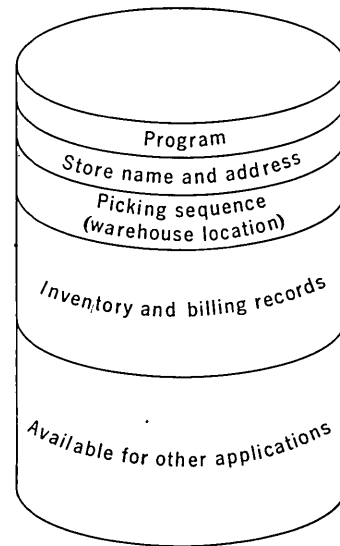 Program
Store name and address
Picking sequence
(warehouse location)
Inventory and billing records
Available for other applications